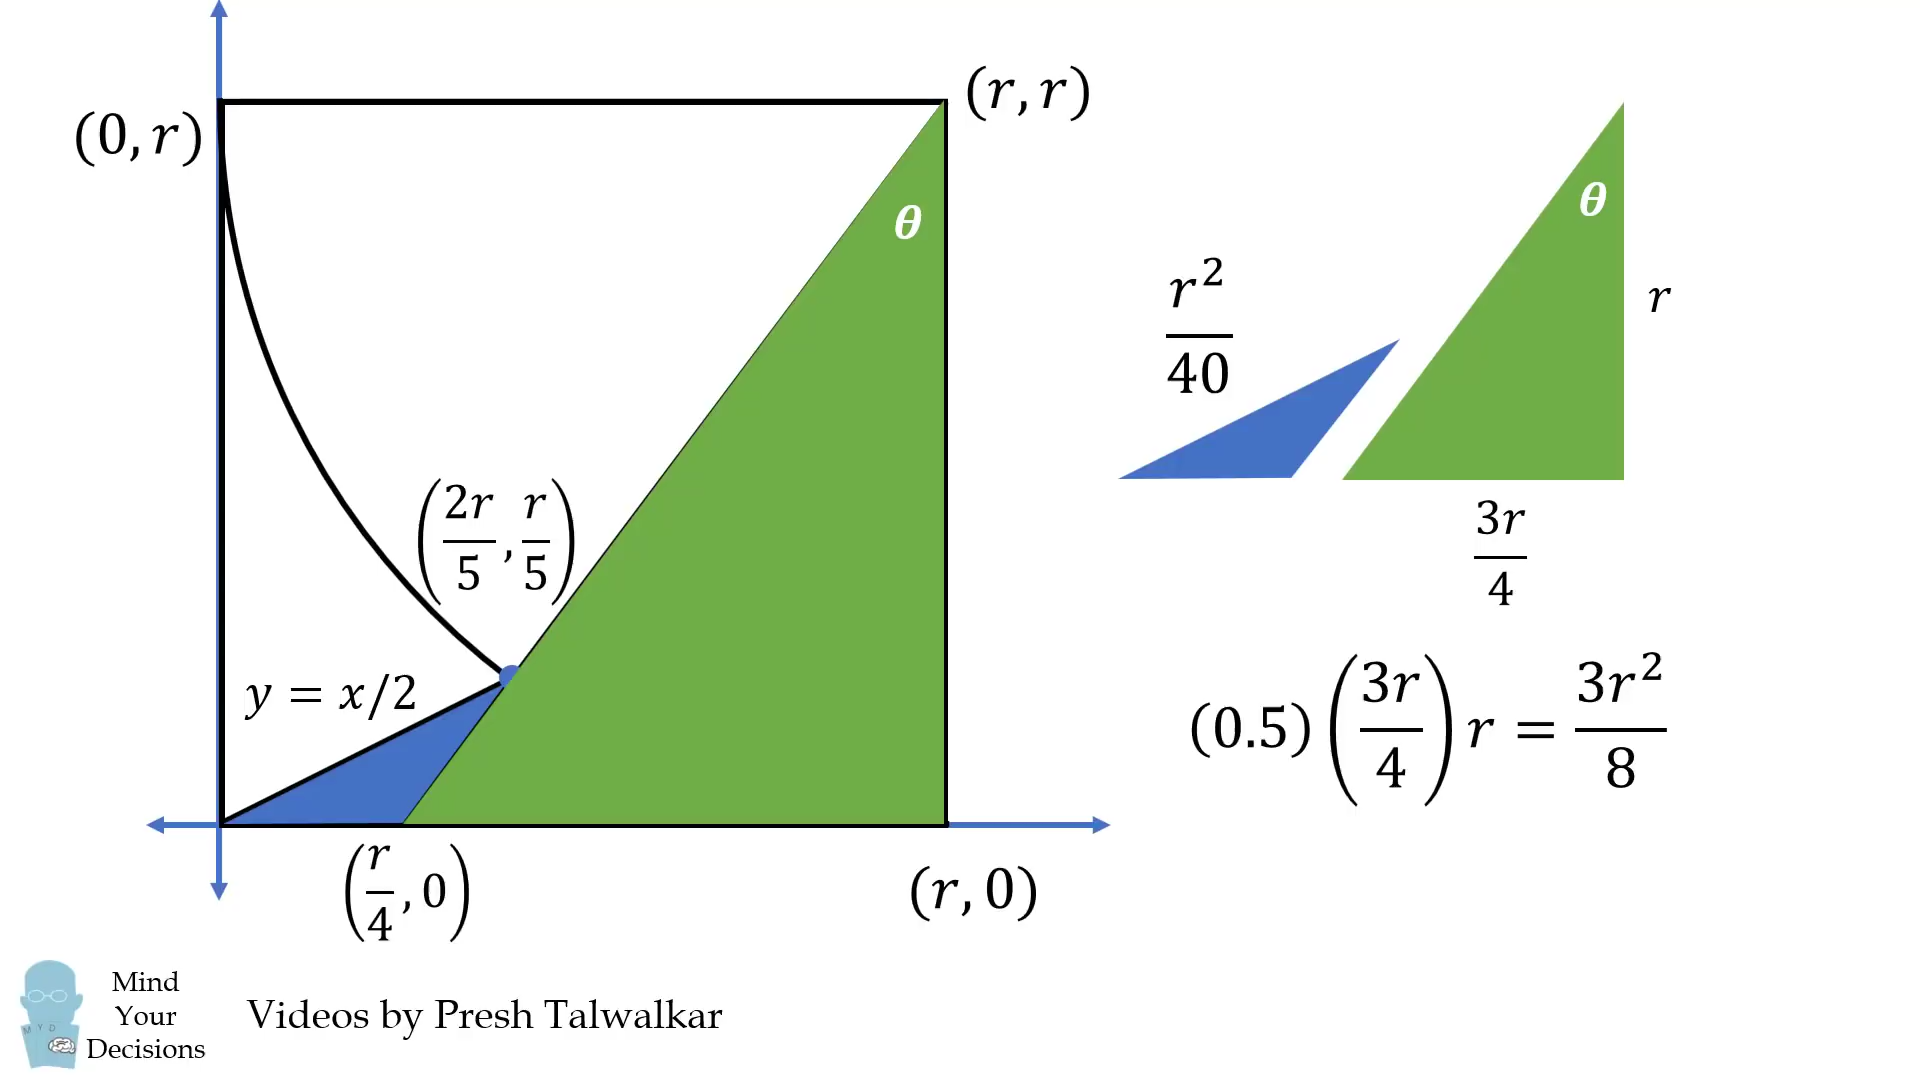 (r, r)
(0, r)
θ
θ
r²/40
r
(2r/5, r/5)
3r/4
y = x/2
(0.5)(3r/4)r = 3r²/8
(r/4, 0)
(r, 0)
M Y D
Mind
Your
Decisions
Videos by Presh Talwalkar